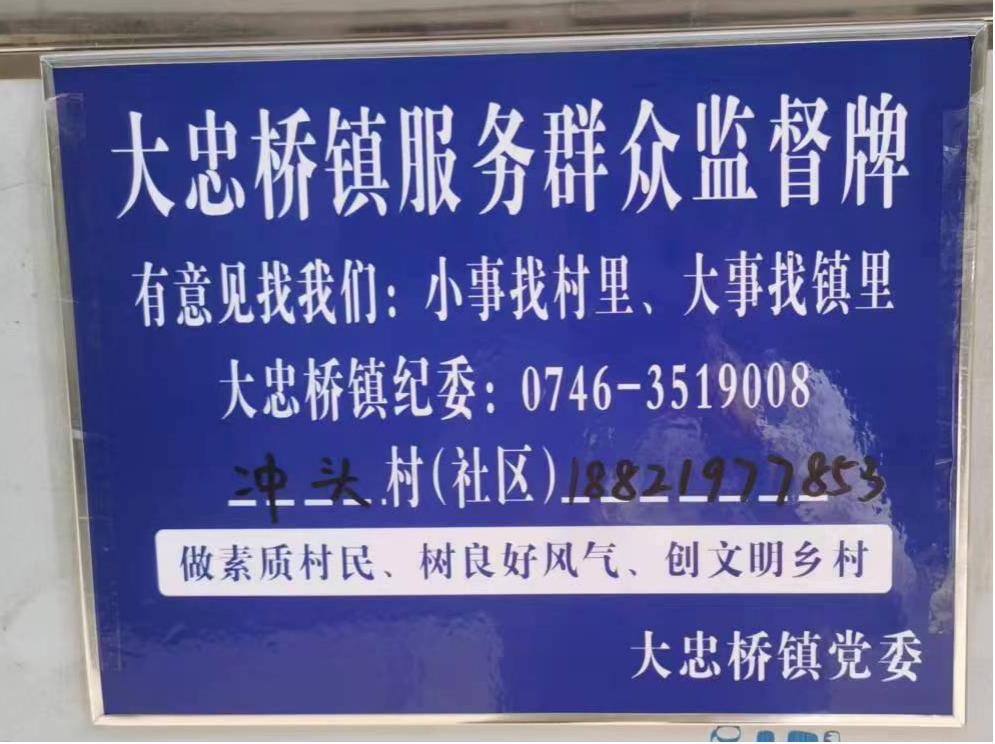 大忠桥镇服务群众监督牌
有意见找我们：小事找村里、大事找镇里
大忠桥镇纪委：0746-3519008
冲头村(社区)18821977853
做素质村民、树良好风气、创文明乡村
大忠桥镇党委